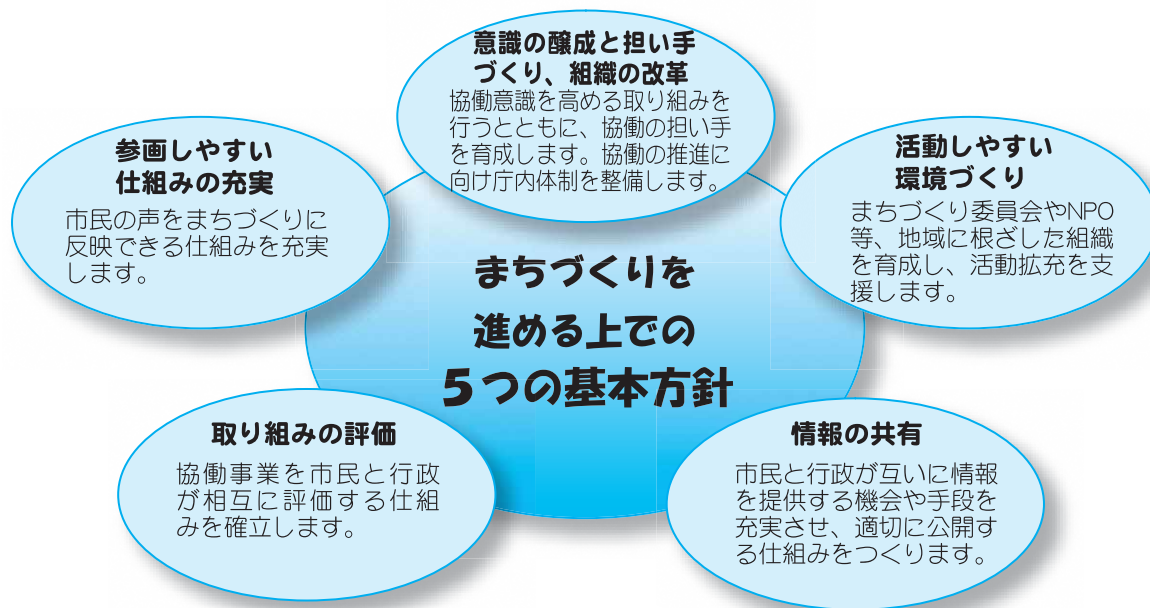 意識の醸成と担い手
づくり、組織の改革
協働意識を高める取り組みを
行うとともに、協働の担い手
を育成します。協働の推進に
向け庁内体制を整備します。
参画しやすい
仕組みの充実
市民の声をまちづくりに
反映できる仕組みを充実
します。
活動しやすい
環境づくり
まちづくり委員会やNPO
等、地域に根ざした組織
を育成し、活動拡充を支
援します。
まちづくりを
進める上での
5つの基本方針
取り組みの評価
協働事業を市民と行政
が相互に評価する仕組
みを確立します。
情報の共有
市民と行政が互いに情報
を提供する機会や手段を
充実させ、適切に公開す
る仕組みをつくります。